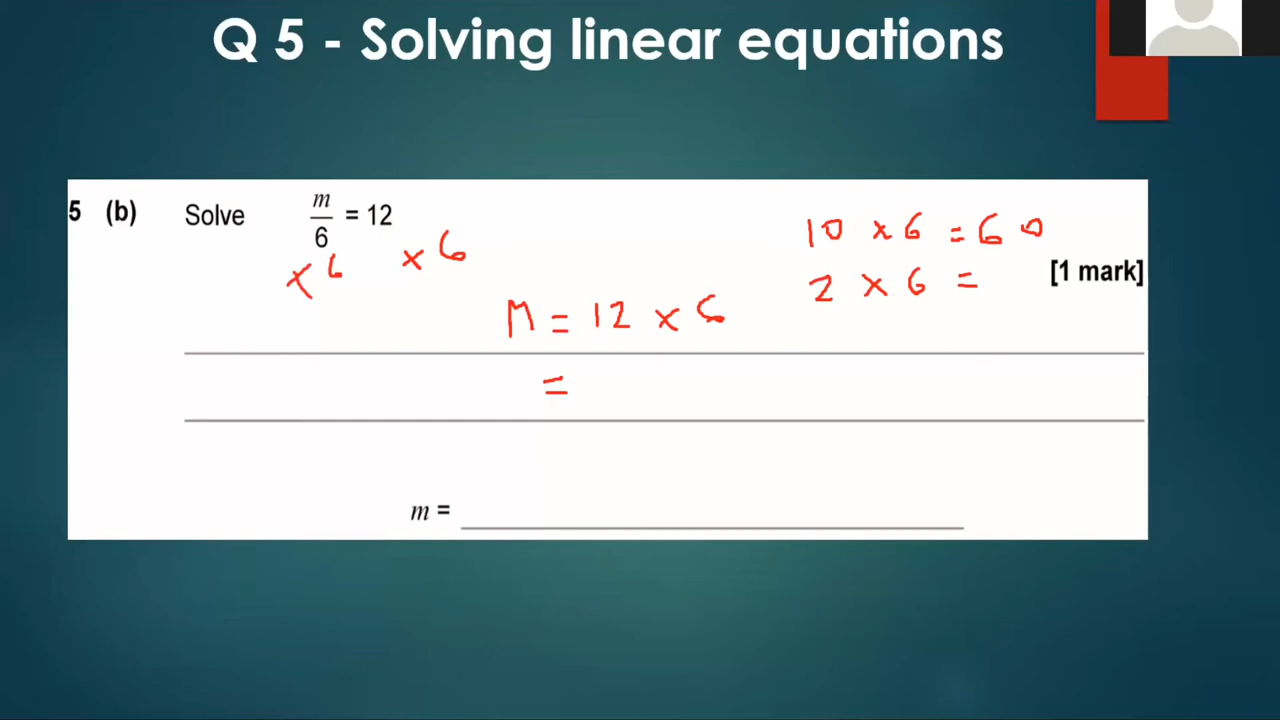 Q 5 - Solving linear equations
5 (b) Solve m/6 = 12
×6 ×6
10 × 6 = 60
[1 mark]
2 × 6 =
M = 12 × 6
=
m =